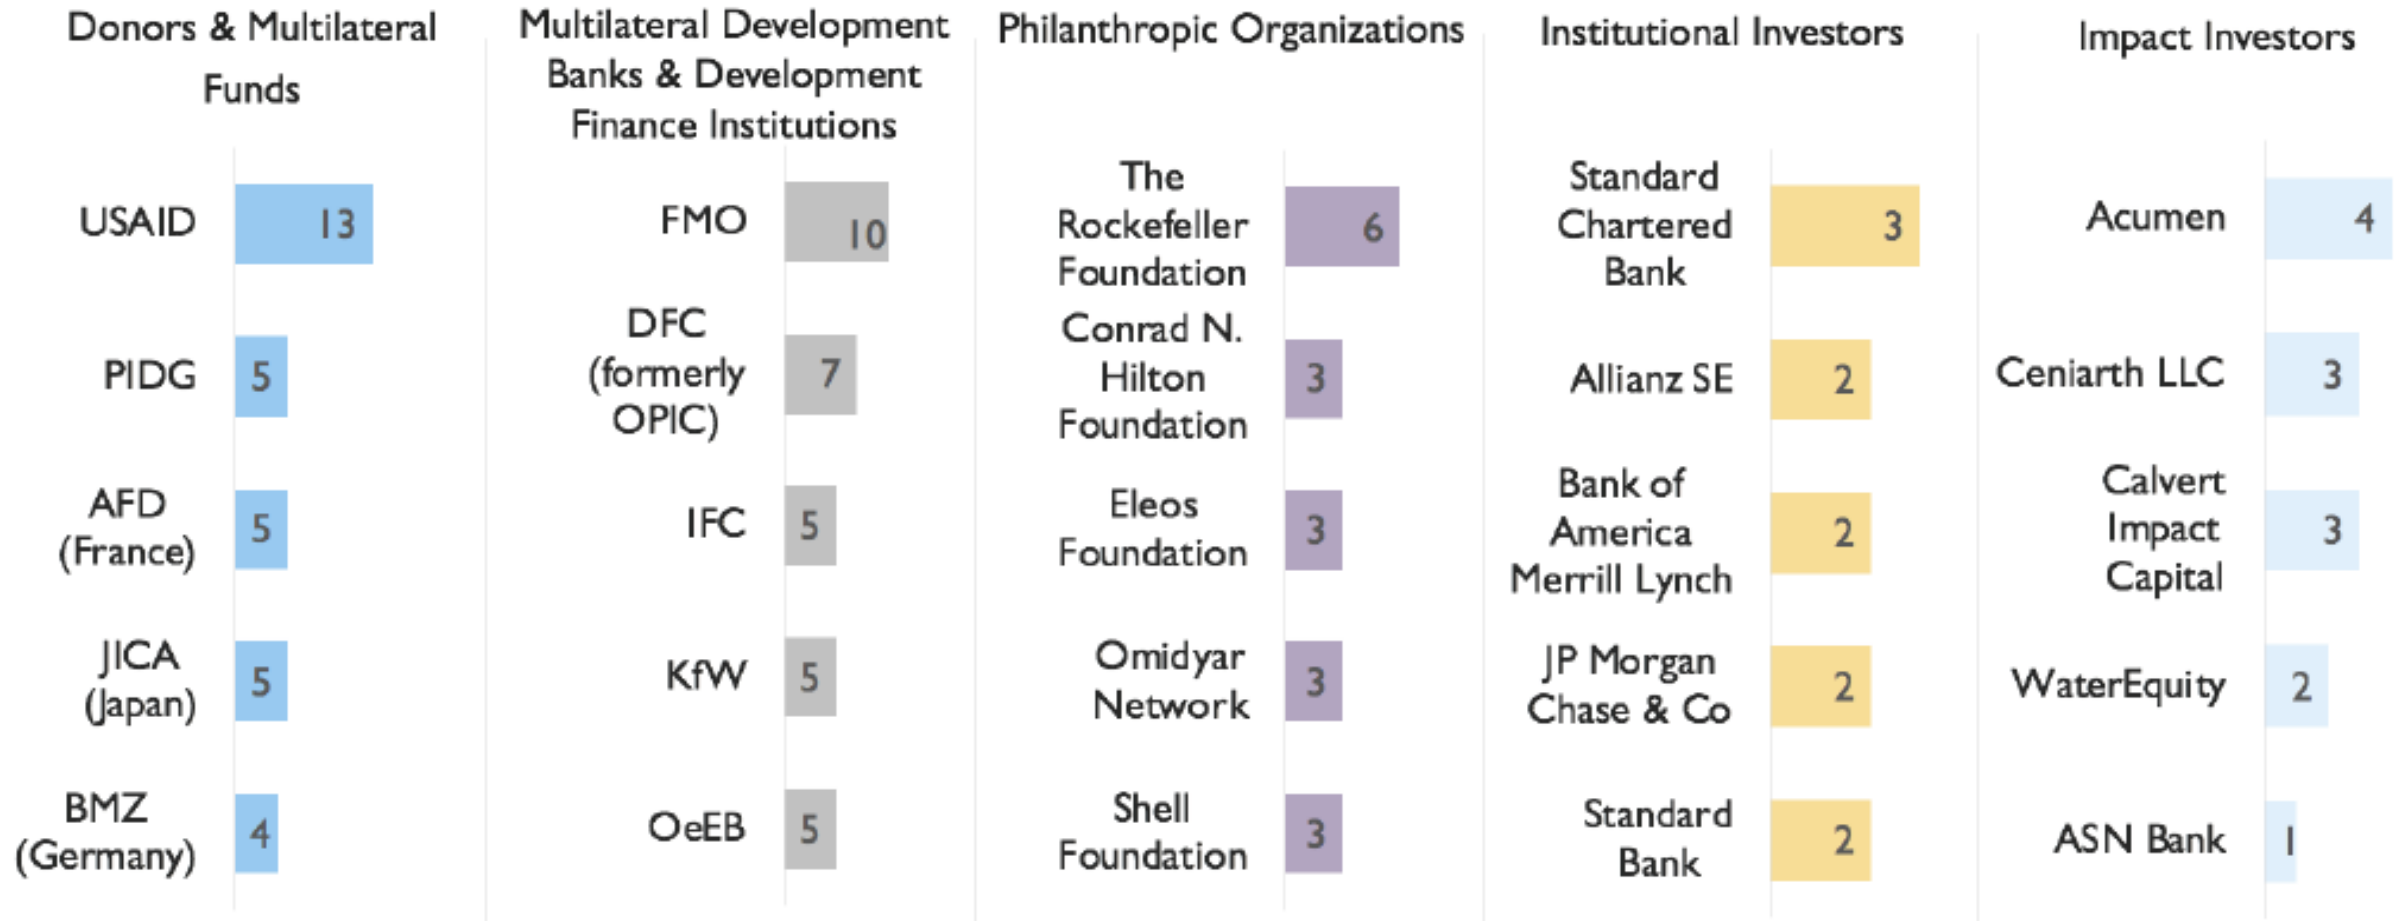 Donors & Multilateral
Funds
USAID
13
PIDG
5
AFD
(France)
5
JICA
(Japan)
5
BMZ
(Germany)
4
Multilateral Development
Banks & Development
Finance Institutions
FMO
10
DFC
(formerly
OPIC)
7
IFC
5
KfW
5
OeEB
5
Philanthropic Organizations
The
Rockefeller
Foundation
6
Conrad N.
Hilton
Foundation
3
Eleos
Foundation
3
Omidyar
Network
3
Shell
Foundation
3
Institutional Investors
Standard
Chartered
Bank
3
Allianz SE
2
Bank of
America
Merrill Lynch
2
JP Morgan
Chase & Co
2
Standard
Bank
2
Impact Investors
Acumen
4
Ceniarth LLC
3
Calvert
Impact
Capital
3
WaterEquity
2
ASN Bank
1